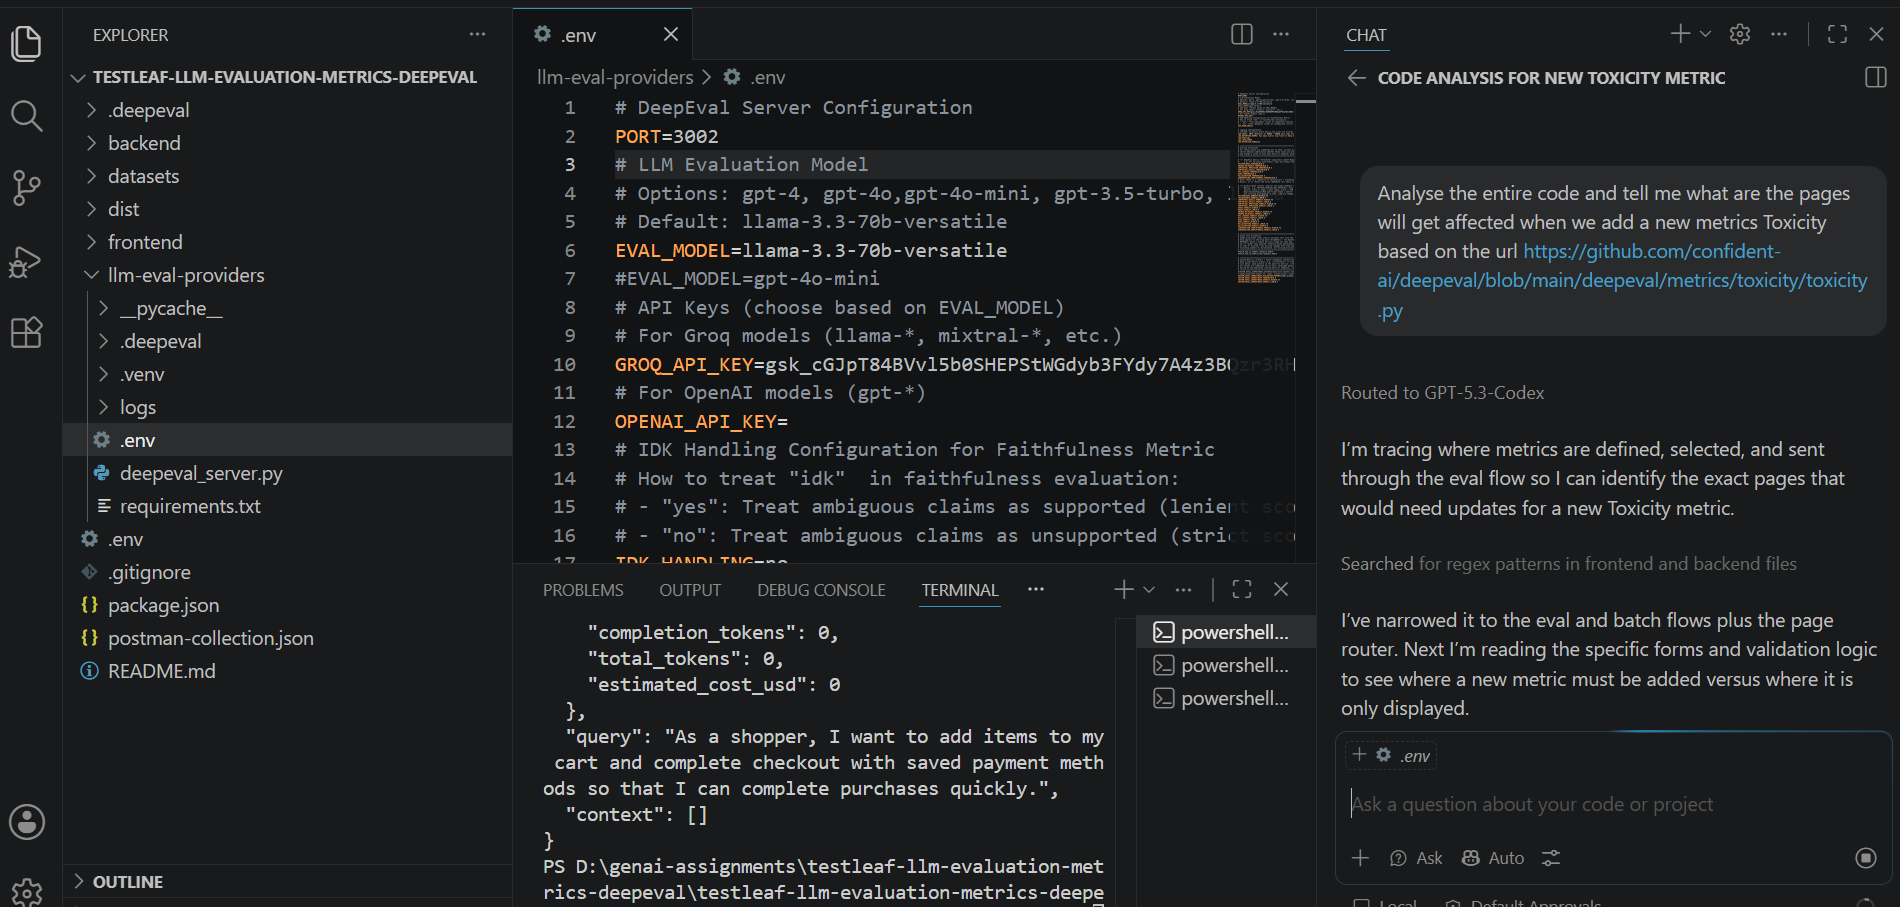 EXPLORER
TESTLEAF-LLM-EVALUATION-METRICS-DEEPEVAL
.deepeval
backend
datasets
dist
frontend
llm-eval-providers
__pycache__
.deepeval
.venv
logs
.env
deepeval_server.py
requirements.txt
.env
.gitignore
package.json
postman-collection.json
README.md
OUTLINE
.env
llm-eval-providers > .env
1 # DeepEval Server Configuration
2 PORT=3002
3 # LLM Evaluation Model
4 # Options: gpt-4, gpt-4o,gpt-4o-mini, gpt-3.5-turbo,
5 # Default: llama-3.3-70b-versatile
6 EVAL_MODEL=llama-3.3-70b-versatile
7 #EVAL_MODEL=gpt-4o-mini
8 # API Keys (choose based on EVAL_MODEL)
9 # For Groq models (llama-*, mixtral-*, etc.)
10 GROQ_API_KEY=
11 # For OpenAI models (gpt-*)
12 OPENAI_API_KEY=
13 # IDK Handling Configuration for Faithfulness Metric
14 # How to treat "idk"  in faithfulness evaluation:
15 # - "yes": Treat ambiguous claims as supported (lenient sco
16 # - "no": Treat ambiguous claims as unsupported (strict sco
17 IDK_HANDLING=no
PROBLEMS OUTPUT DEBUG CONSOLE TERMINAL
"completion_tokens": 0,
"total_tokens": 0,
"estimated_cost_usd": 0
},
"query": "As a shopper, I want to add items to my
cart and complete checkout with saved payment meth
ods so that I can complete purchases quickly.",
"context": []
}
PS D:\genai-assignments\testleaf-llm-evaluation-met
rics-deepeval\testleaf-llm-evaluation-metrics-deepe
powershell...
powershell...
powershell...
CHAT
CODE ANALYSIS FOR NEW TOXICITY METRIC
Analyse the entire code and tell me what are the pages
will get affected when we add a new metrics Toxicity
based on the url https://github.com/confident-
ai/deepeval/blob/main/deepeval/metrics/toxicity/toxicity
.py
Routed to GPT-5.3-Codex
I'm tracing where metrics are defined, selected, and sent
through the eval flow so I can identify the exact pages that
would need updates for a new Toxicity metric.
Searched for regex patterns in frontend and backend files
I've narrowed it to the eval and batch flows plus the page
router. Next I'm reading the specific forms and validation logic
to see where a new metric must be added versus where it is
only displayed.
.env
Ask a question about your code or project
Ask Auto
Local Default Approvals